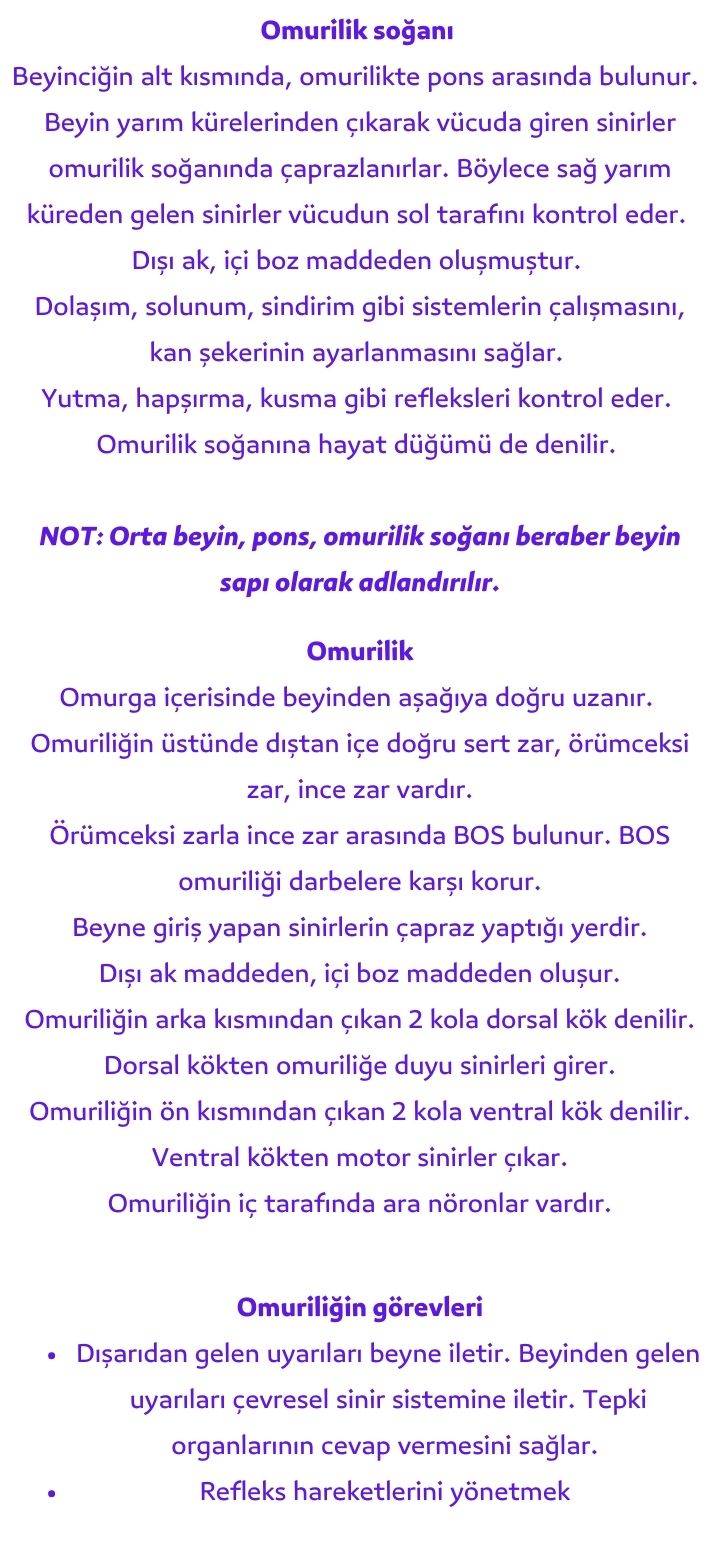 Omurilik soğanı
Beyinciğin alt kısmında, omurilikte pons arasında bulunur.
Beyin yarım kürelerinden çıkarak vücuda giren sinirler
omurilik soğanında çaprazlanırlar. Böylece sağ yarım
küreden gelen sinirler vücudun sol tarafını kontrol eder.
Dışı ak, içi boz maddeden oluşmuştur.
Dolaşım, solunum, sindirim gibi sistemlerin çalışmasını,
kan şekerinin ayarlanmasını sağlar.
Yutma, hapşırma, kusma gibi refleksleri kontrol eder.
Omurilik soğanına hayat düğümü de denilir.
NOT: Orta beyin, pons, omurilik soğanı beraber beyin
sapı olarak adlandırılır.
Omurilik
Omurga içerisinde beyinden aşağıya doğru uzanır.
Omuriliğin üstünde dıştan içe doğru sert zar, örümceksi
zar, ince zar vardır.
Örümceksi zarla ince zar arasında BOS bulunur. BOS
omuriliği darbelere karşı korur.
Beyne giriş yapan sinirlerin çapraz yaptığı yerdir.
Dışı ak maddeden, içi boz maddeden oluşur.
Omuriliğin arka kısmından çıkan 2 kola dorsal kök denilir.
Dorsal kökten omuriliğe duyu sinirleri girer.
Omuriliğin ön kısmından çıkan 2 kola ventral kök denilir.
Ventral kökten motor sinirler çıkar.
Omuriliğin iç tarafında ara nöronlar vardır.
Omuriliğin görevleri
• Dışarıdan gelen uyarıları beyne iletir. Beyinden gelen
uyarıları çevresel sinir sistemine iletir. Tepki
organlarının cevap vermesini sağlar.
• Refleks hareketlerini yönetmek